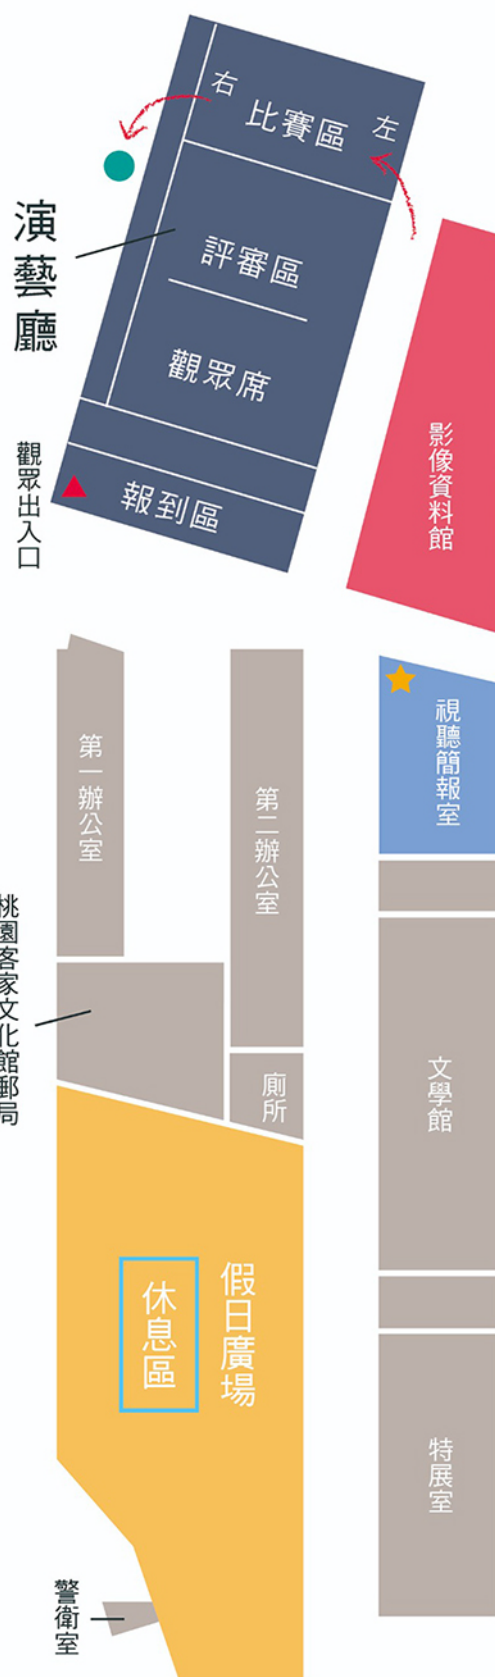 右
左
比賽區
評審區
演藝廳
觀眾席
影像資料館
觀眾出入口
報到區
視聽簡報室
第一辦公室
第二辦公室
桃園客家文化館郵局
文學館
廁所
假日廣場
休息區
特展室
警衛室